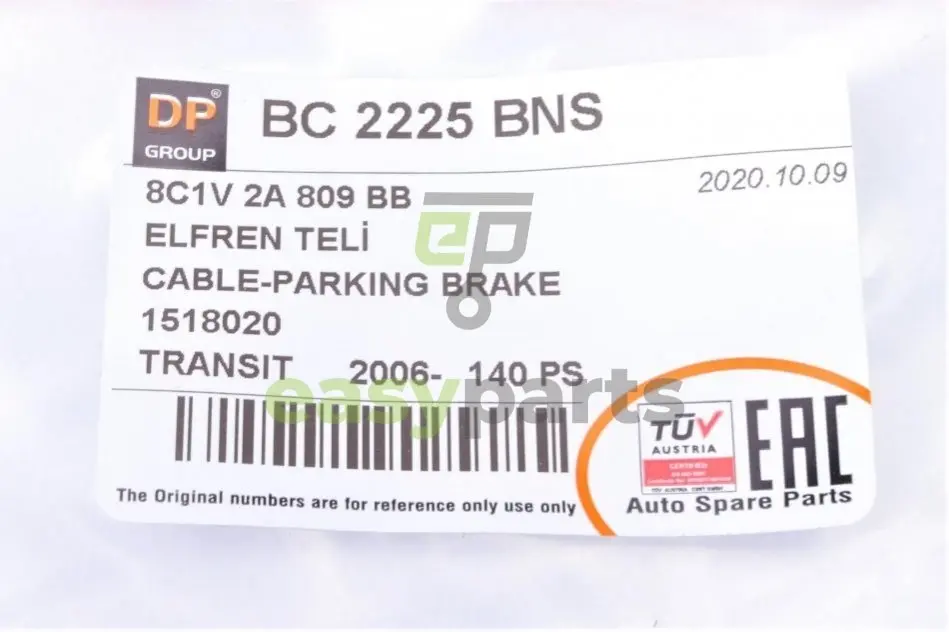 DP®
GROUP
BC 2225 BNS
2020.10.09
8C1V 2A 809 BB
ELFREN TELİ
CABLE-PARKING BRAKE
1518020
TRANSIT 2006- 140 PS
ep
easyparts
TÜV
AUSTRIA
EAC
Auto Spare Parts
The Original numbers are for reference only use only